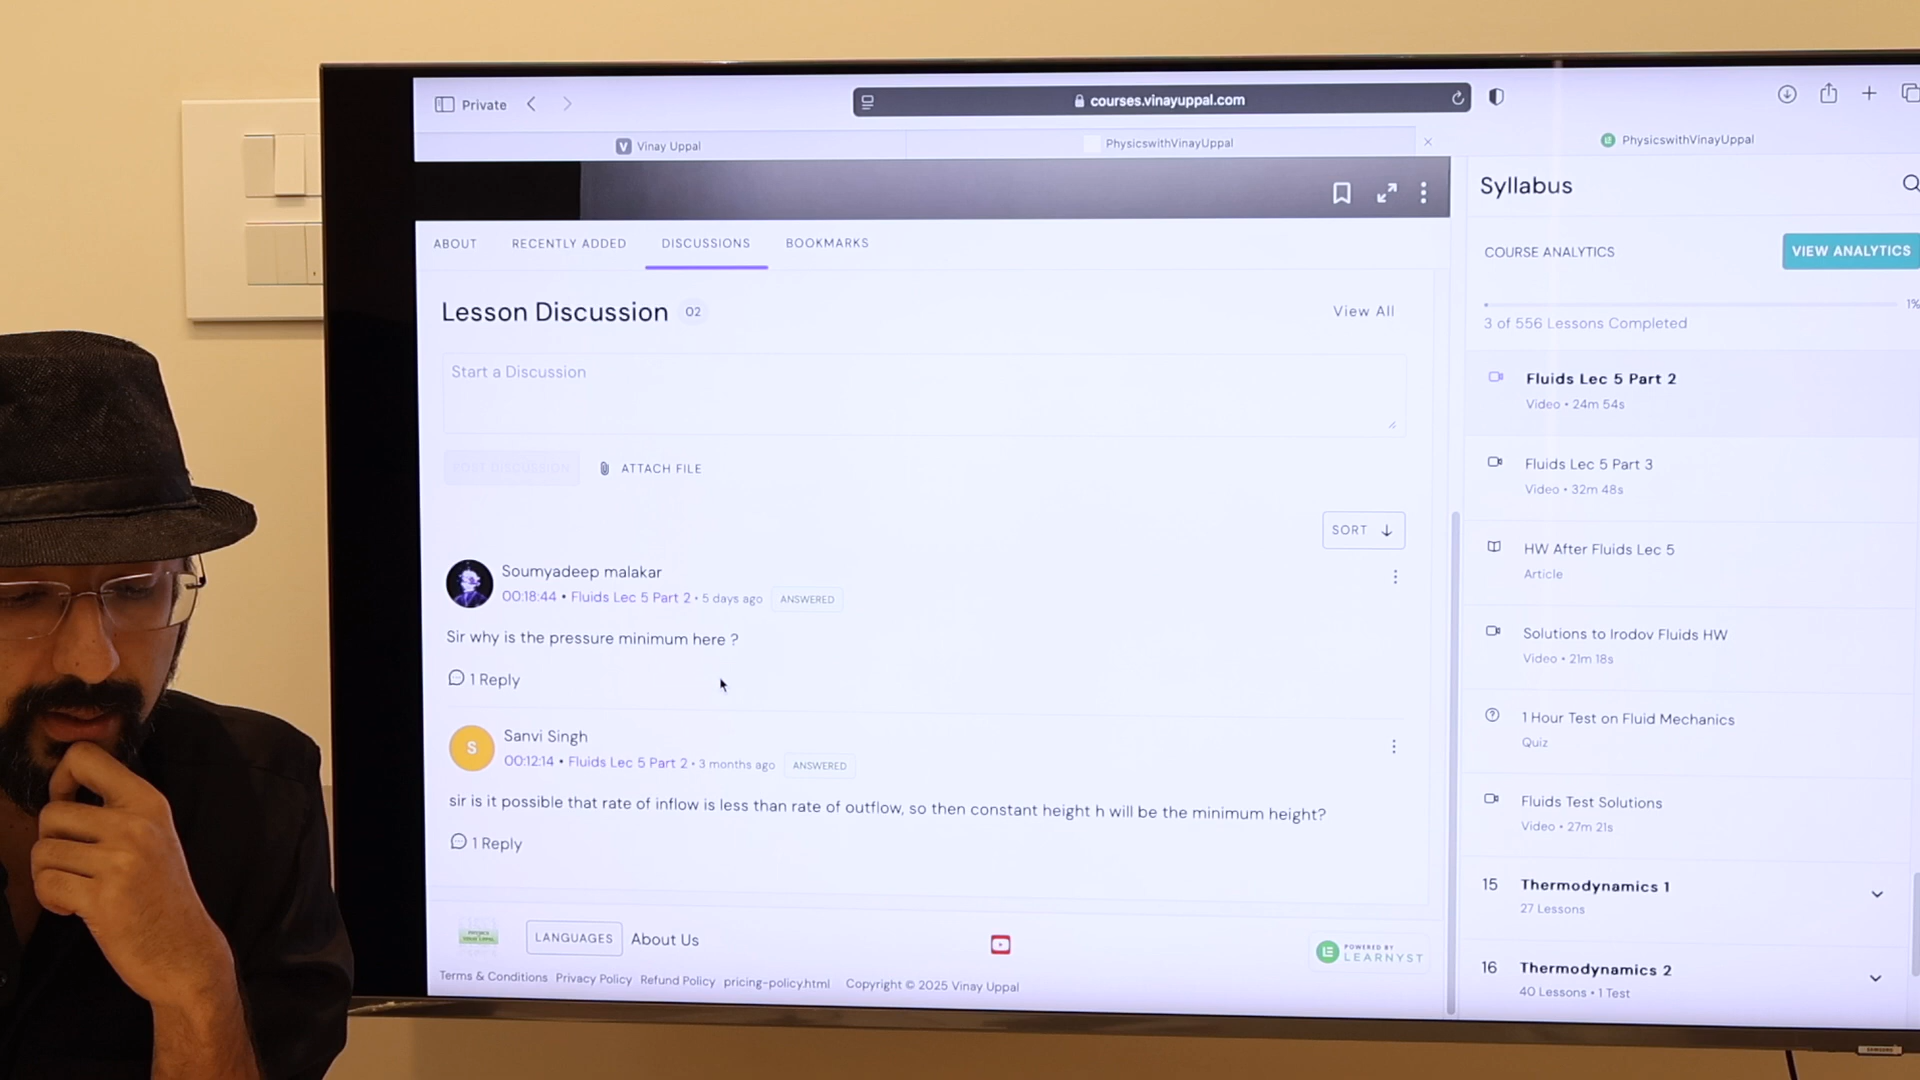 Private
courses.vinayuppal.com
V Vinay Uppal
PhysicswithVinayUppal
PhysicswithVinayUppal
ABOUT
RECENTLY ADDED
DISCUSSIONS
BOOKMARKS
Lesson Discussion 02
View All
Start a Discussion
POST DISCUSSION
ATTACH FILE
SORT
Soumyadeep malakar
00:18:44 • Fluids Lec 5 Part 2 • 5 days ago ANSWERED
Sir why is the pressure minimum here ?
1 Reply
S
Sanvi Singh
00:12:14 • Fluids Lec 5 Part 2 • 3 months ago ANSWERED
sir is it possible that rate of inflow is less than rate of outflow, so then constant height h will be the minimum height?
1 Reply
LANGUAGES
About Us
POWERED BY
LEARNYST
Terms & Conditions Privacy Policy Refund Policy pricing-policy.html Copyright © 2025 Vinay Uppal
Syllabus
COURSE ANALYTICS
VIEW ANALYTICS
1%
3 of 556 Lessons Completed
Fluids Lec 5 Part 2
Video • 24m 54s
Fluids Lec 5 Part 3
Video • 32m 48s
HW After Fluids Lec 5
Article
Solutions to Irodov Fluids HW
Video • 21m 18s
1 Hour Test on Fluid Mechanics
Quiz
Fluids Test Solutions
Video • 27m 21s
15 Thermodynamics 1
27 Lessons
16 Thermodynamics 2
40 Lessons • 1 Test
SAMSUNG